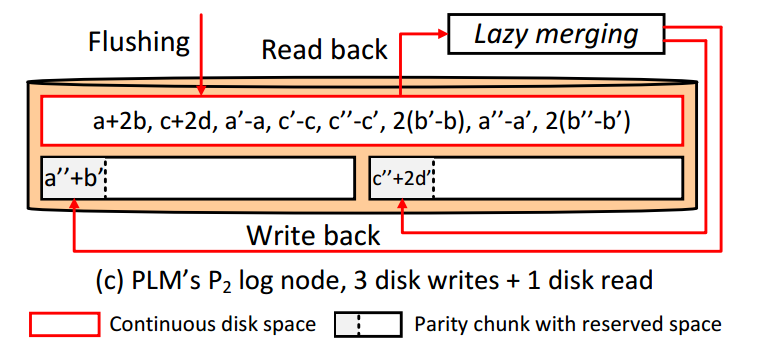 Flushing
Read back
Lazy merging
a+2b, c+2d, a’-a, c’-c, c’’-c’, 2(b’-b), a’’-a’, 2(b’’-b’)
a’’+b’
c’’+2d’
Write back
(c) PLM’s P₂ log node, 3 disk writes + 1 disk read
Continuous disk space
Parity chunk with reserved space